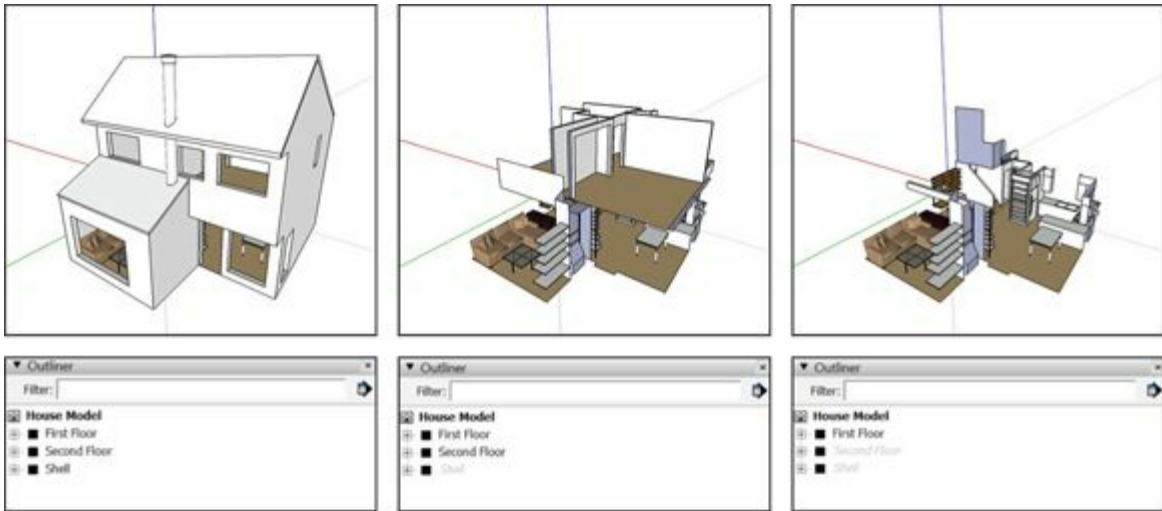 Outliner
Filter:
House Model
First Floor
Second Floor
Shell
Outliner
Filter:
House Model
First Floor
Second Floor
Shell
Outliner
Filter:
House Model
First Floor
Second Floor
Shell